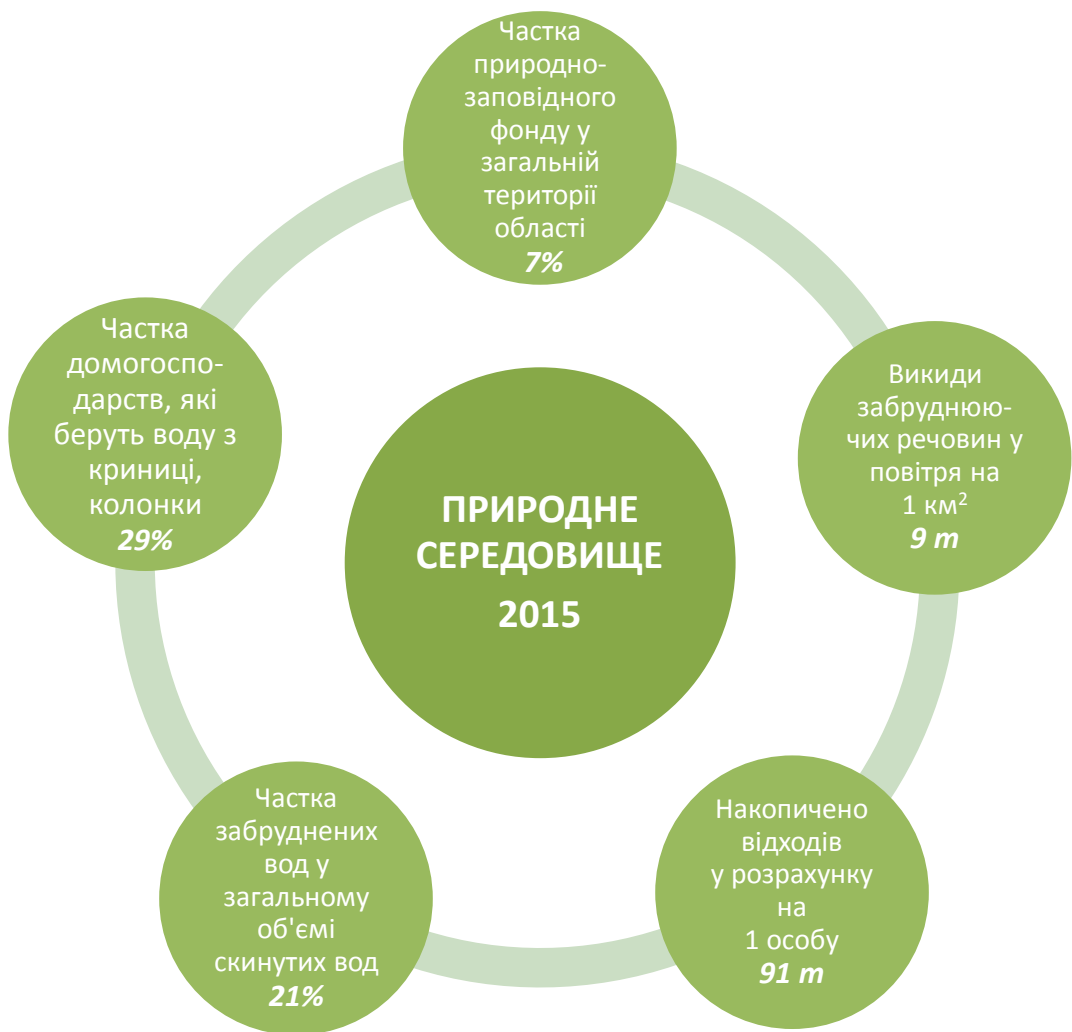 Частка
природно-
заповідного
фонду у
загальній
території
області
7%
Викиди
забруднюю-
чих речовин у
повітря на
1 км²
9 т
Накопичено
відходів
у розрахунку
на
1 особу
91 т
Частка
забруднених
вод у
загальному
об'ємі
скинутих вод
21%
Частка
домогоспо-
дарств, які
беруть воду з
криниці,
колонки
29%
ПРИРОДНЕ
СЕРЕДОВИЩЕ
2015